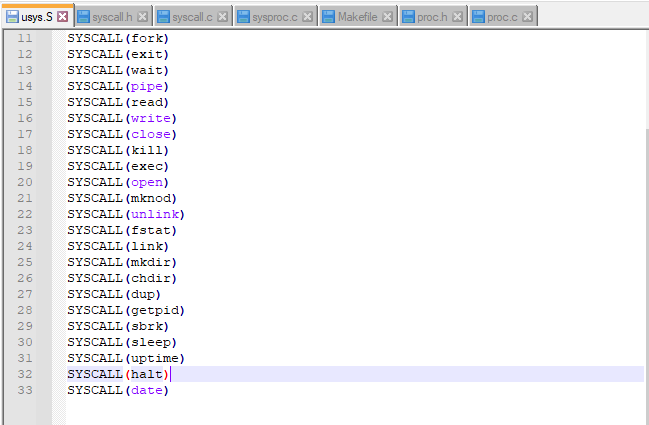 usys.S syscall.h syscall.c sysproc.c Makefile proc.h proc.c
11 SYSCALL(fork)
12 SYSCALL(exit)
13 SYSCALL(wait)
14 SYSCALL(pipe)
15 SYSCALL(read)
16 SYSCALL(write)
17 SYSCALL(close)
18 SYSCALL(kill)
19 SYSCALL(exec)
20 SYSCALL(open)
21 SYSCALL(mknod)
22 SYSCALL(unlink)
23 SYSCALL(fstat)
24 SYSCALL(link)
25 SYSCALL(mkdir)
26 SYSCALL(chdir)
27 SYSCALL(dup)
28 SYSCALL(getpid)
29 SYSCALL(sbrk)
30 SYSCALL(sleep)
31 SYSCALL(uptime)
32 SYSCALL(halt)
33 SYSCALL(date)